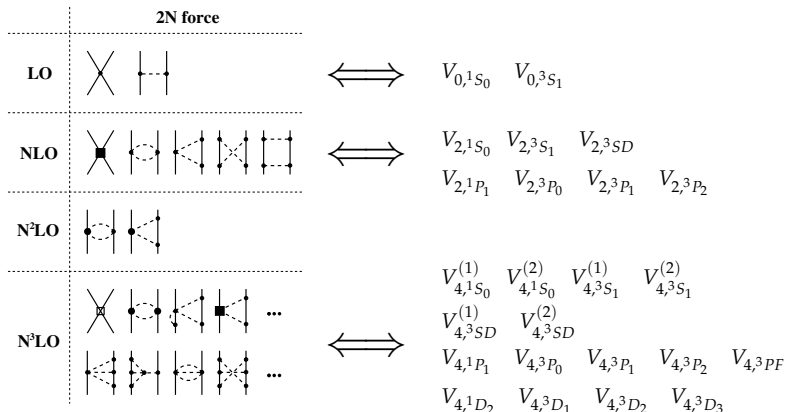 2N force
LO
V_{0,^1S_0} V_{0,^3S_1}
NLO
V_{2,^1S_0} V_{2,^3S_1} V_{2,^3SD}
V_{2,^1P_1} V_{2,^3P_0} V_{2,^3P_1} V_{2,^3P_2}
N²LO
N³LO
V^{(1)}_{4,^1S_0} V^{(2)}_{4,^1S_0} V^{(1)}_{4,^3S_1} V^{(2)}_{4,^3S_1}
V^{(1)}_{4,^3SD} V^{(2)}_{4,^3SD}
V_{4,^1P_1} V_{4,^3P_0} V_{4,^3P_1} V_{4,^3P_2} V_{4,^3PF}
V_{4,^1D_2} V_{4,^3D_1} V_{4,^3D_2} V_{4,^3D_3}